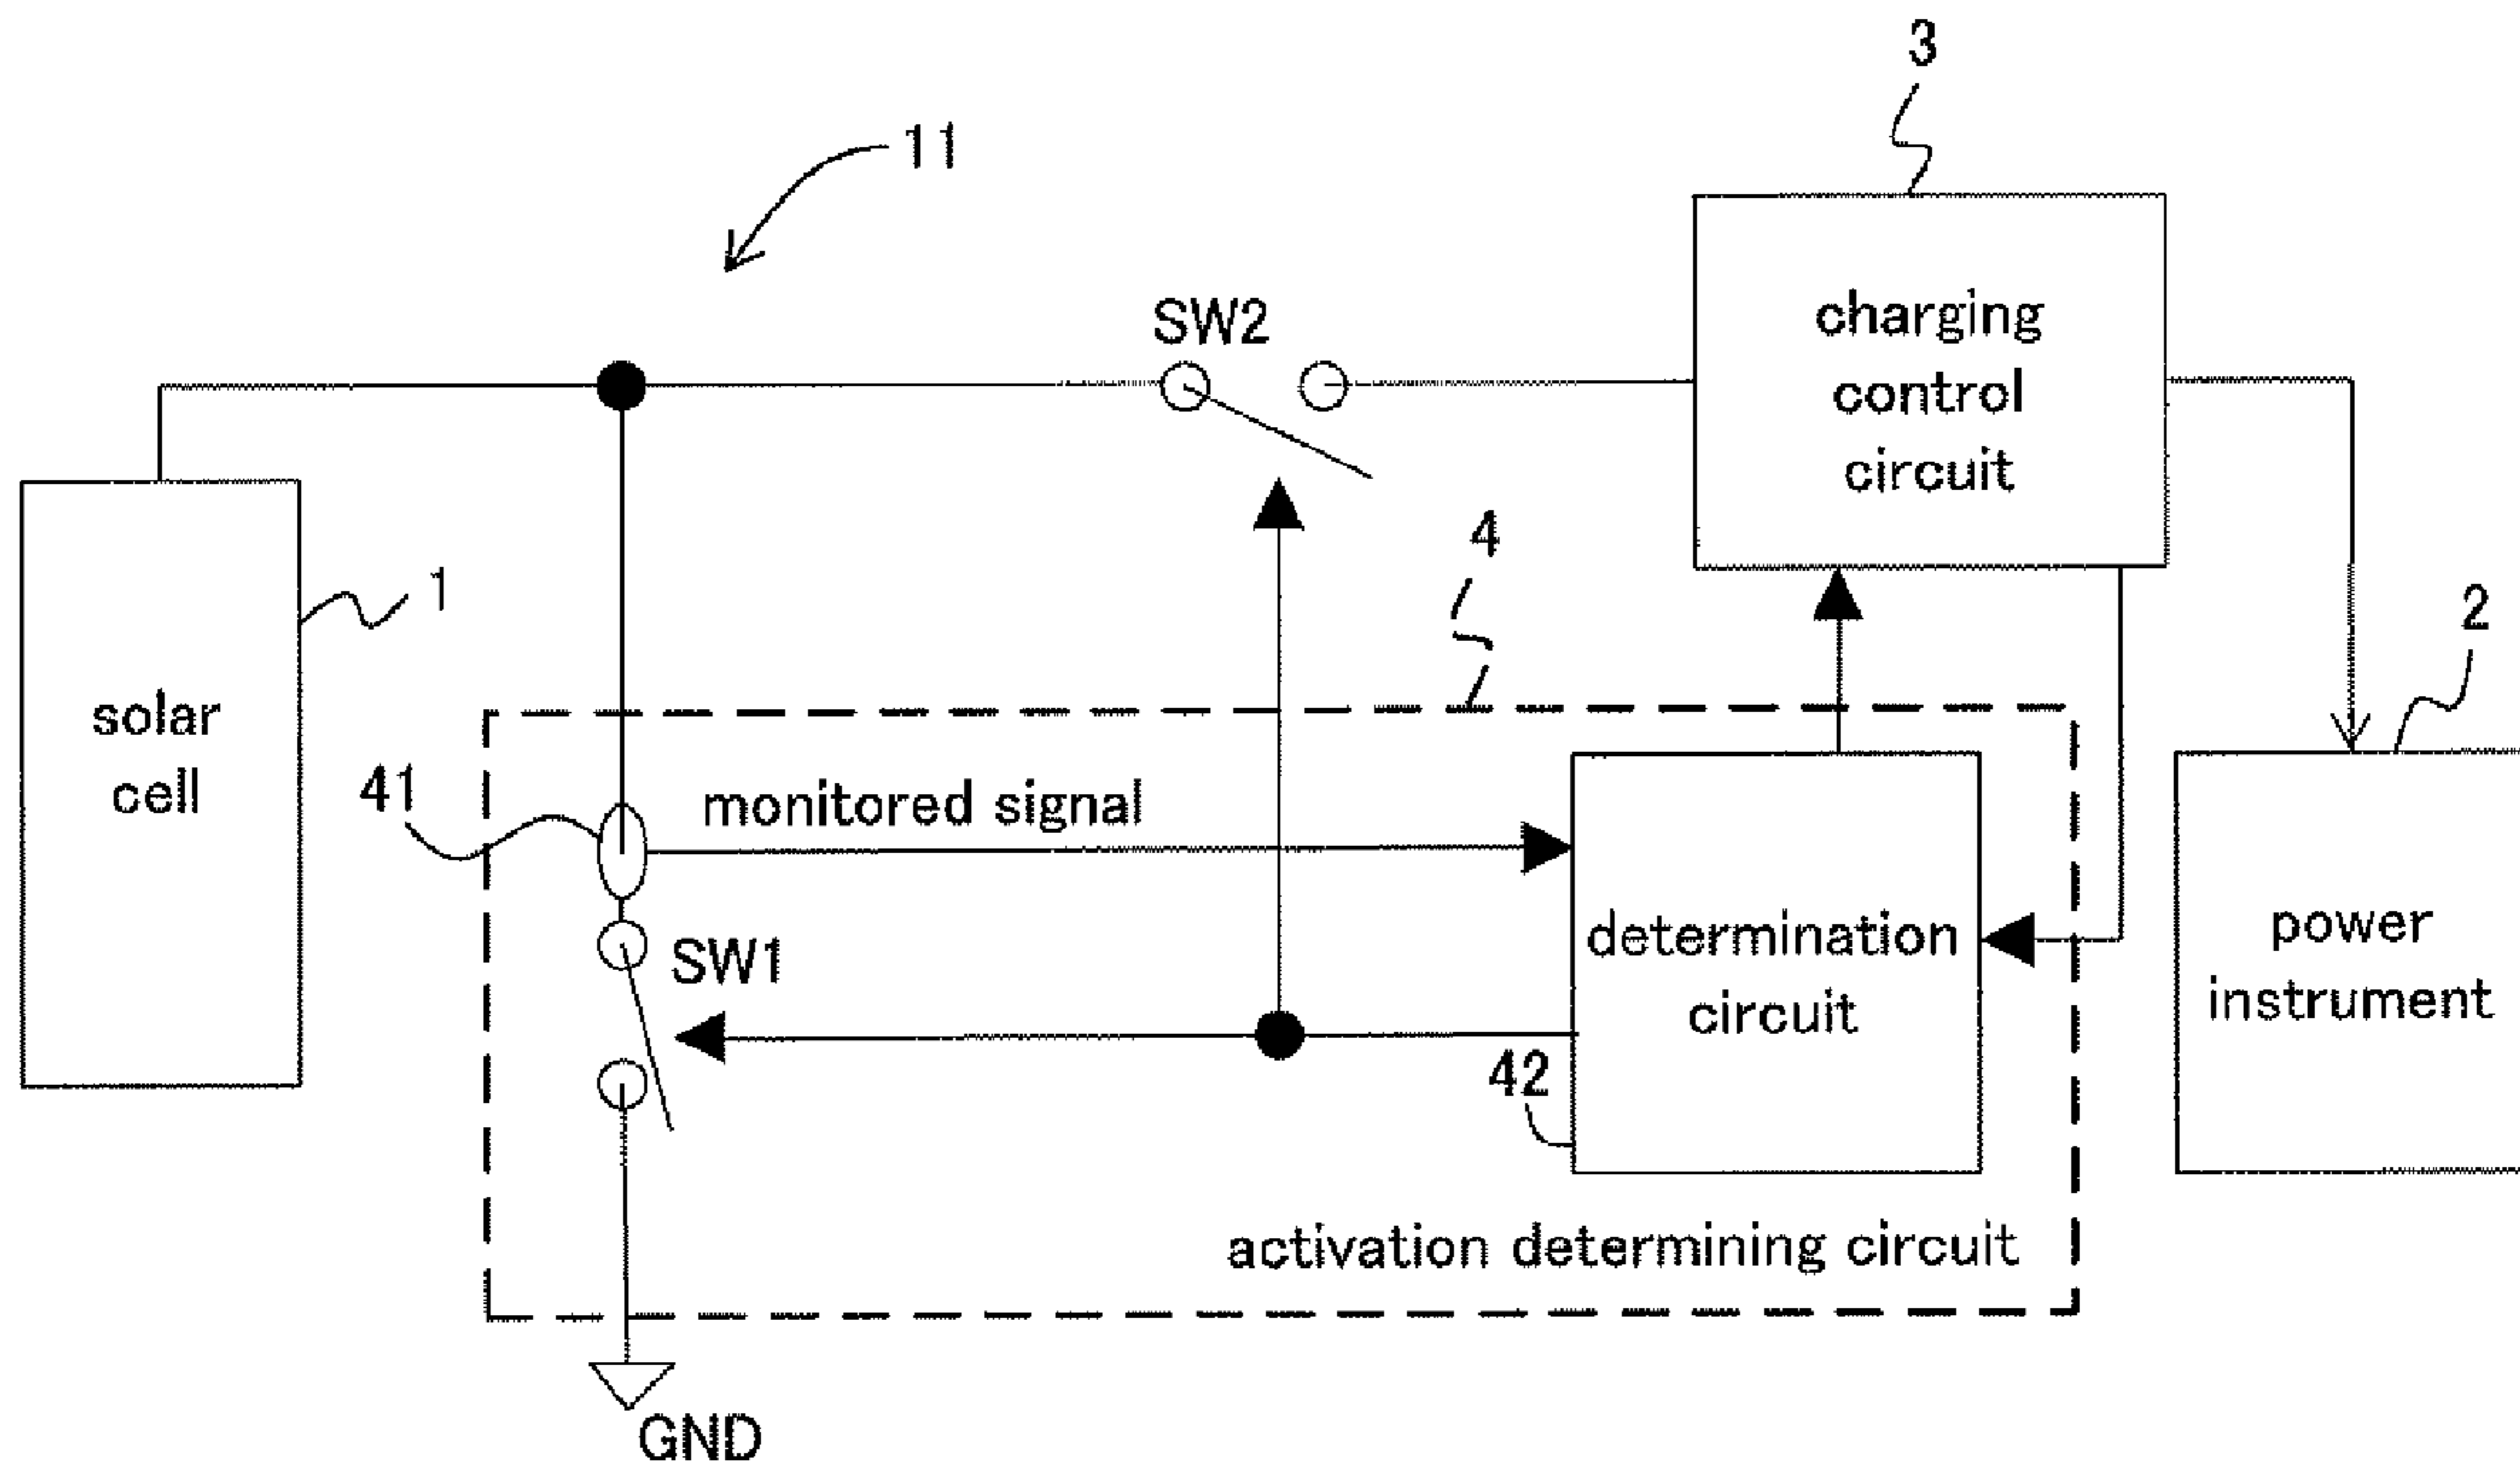 3
11
SW2
charging
control
circuit
4
1
2
solar
cell
41
monitored signal
SW1
determination
circuit
power
instrument
42
activation determining circuit
GND